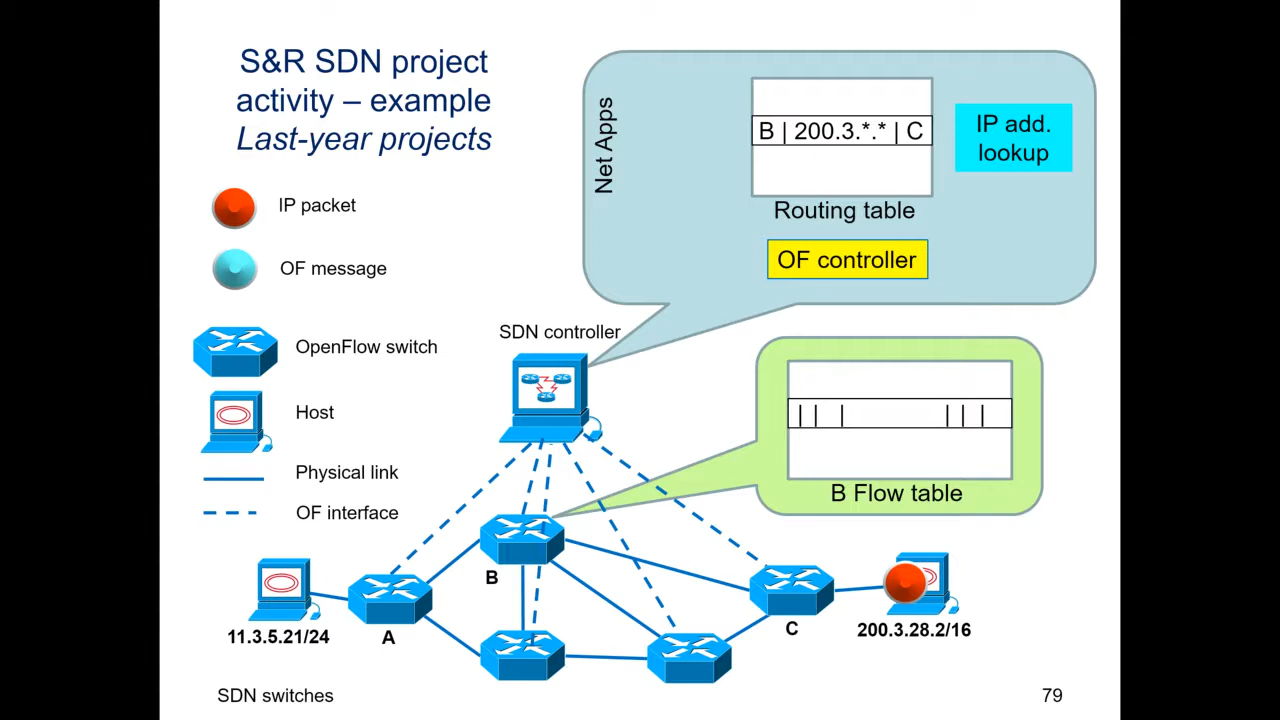 S&R SDN project
activity – example
Last-year projects
IP packet
OF message
OpenFlow switch
Host
Physical link
OF interface
Net Apps
B | 200.3.*.* | C
Routing table
IP add.
lookup
OF controller
SDN controller
| | | | | |
B Flow table
B
A
C
11.3.5.21/24
200.3.28.2/16
SDN switches
79